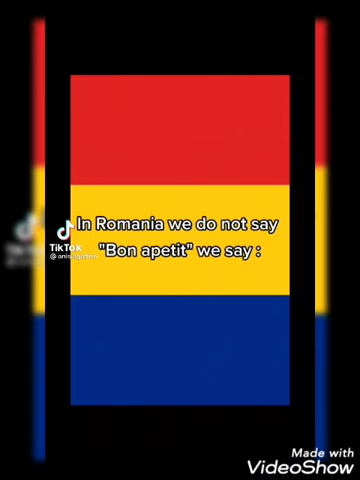 In Romania we do not say
"Bon apetit" we say :
TikTok
Made with
VideoShow